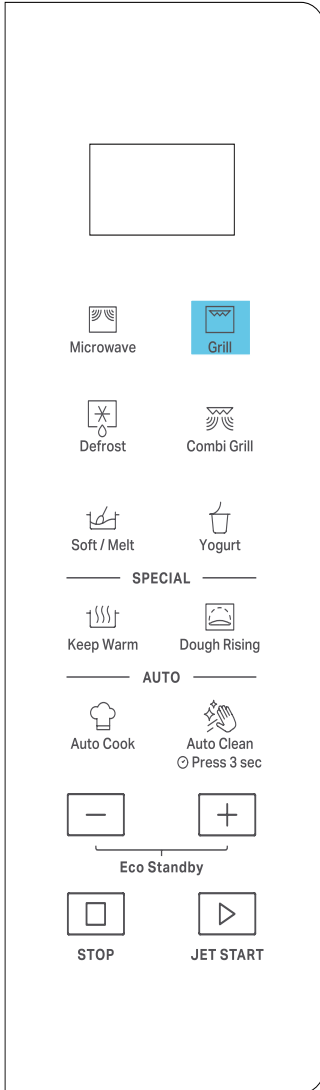 Microwave Grill
Defrost Combi Grill
Soft / Melt Yogurt
SPECIAL
Keep Warm Dough Rising
AUTO
Auto Cook Auto Clean
Press 3 sec
Eco Standby
STOP JET START